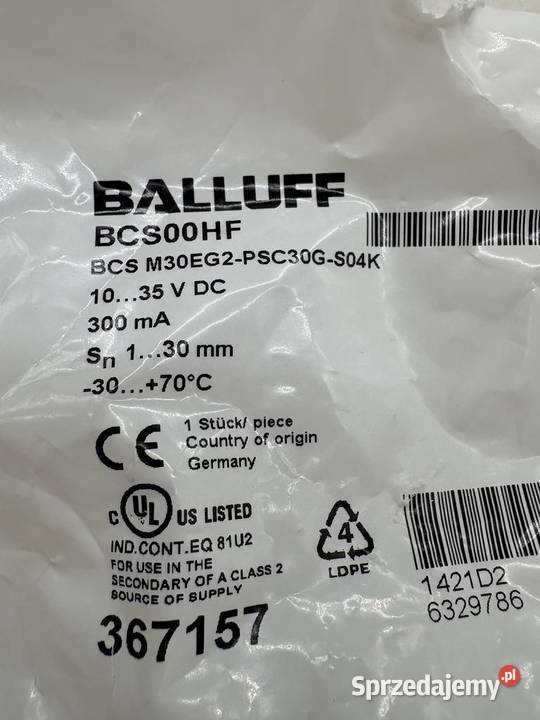 BALLUFF
BCS00HF
BCS M30EG2-PSC30G-S04K
10...35 V DC
300 mA
Sn 1...30 mm
-30...+70°C
CE
1 Stück/ piece
Country of origin
Germany
C UL US LISTED
IND.CONT.EQ 81U2
FOR USE IN THE
SECONDARY OF A CLASS 2
SOURCE OF SUPPLY
4
LDPE
367157
1421D2
6329786
Sprzedajemy.pl